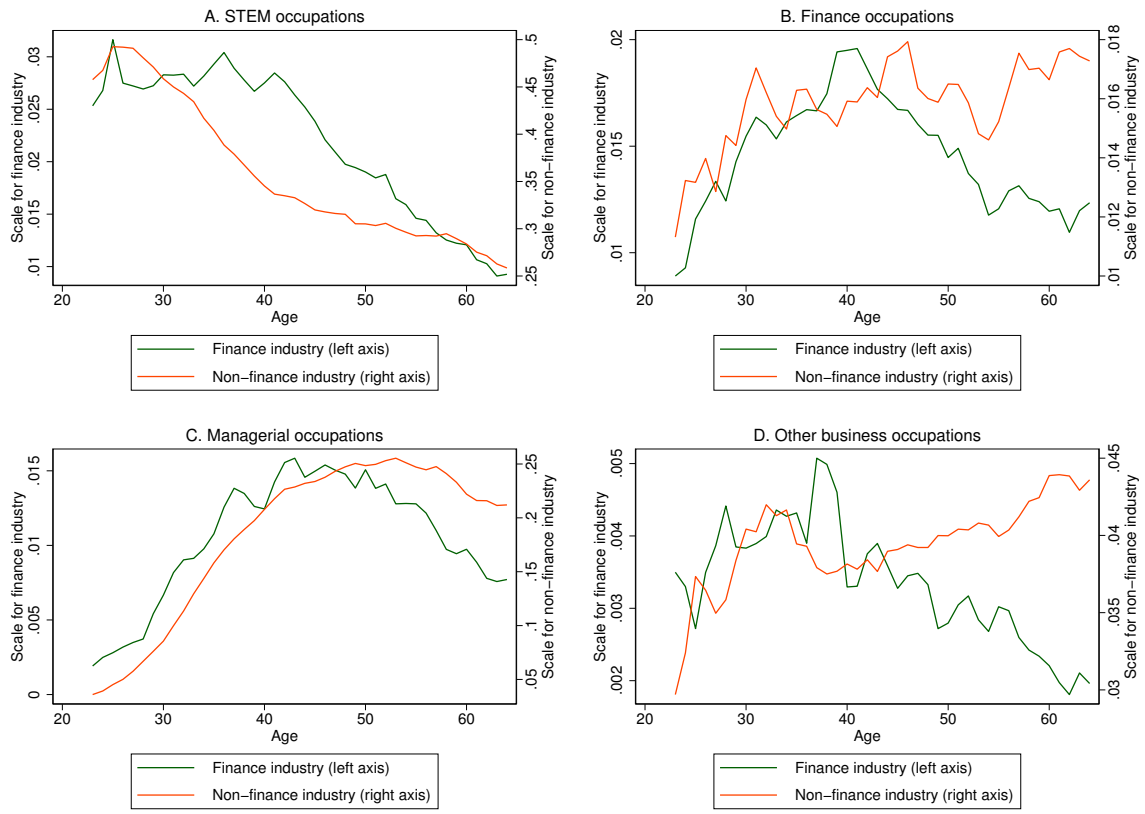 A. STEM occupations
Scale for finance industry
.01 .015 .02 .025 .03
Scale for non−finance industry
.25 .3 .35 .4 .45 .5
20 30 40 50 60
Age
Finance industry (left axis)
Non−finance industry (right axis)
B. Finance occupations
Scale for finance industry
.01 .015 .02
Scale for non−finance industry
.01 .012 .014 .016 .018
20 30 40 50 60
Age
Finance industry (left axis)
Non−finance industry (right axis)
C. Managerial occupations
Scale for finance industry
0 .005 .01 .015
Scale for non−finance industry
.05 .1 .15 .2 .25
20 30 40 50 60
Age
Finance industry (left axis)
Non−finance industry (right axis)
D. Other business occupations
Scale for finance industry
.002 .003 .004 .005
Scale for non−finance industry
.03 .035 .04 .045
20 30 40 50 60
Age
Finance industry (left axis)
Non−finance industry (right axis)